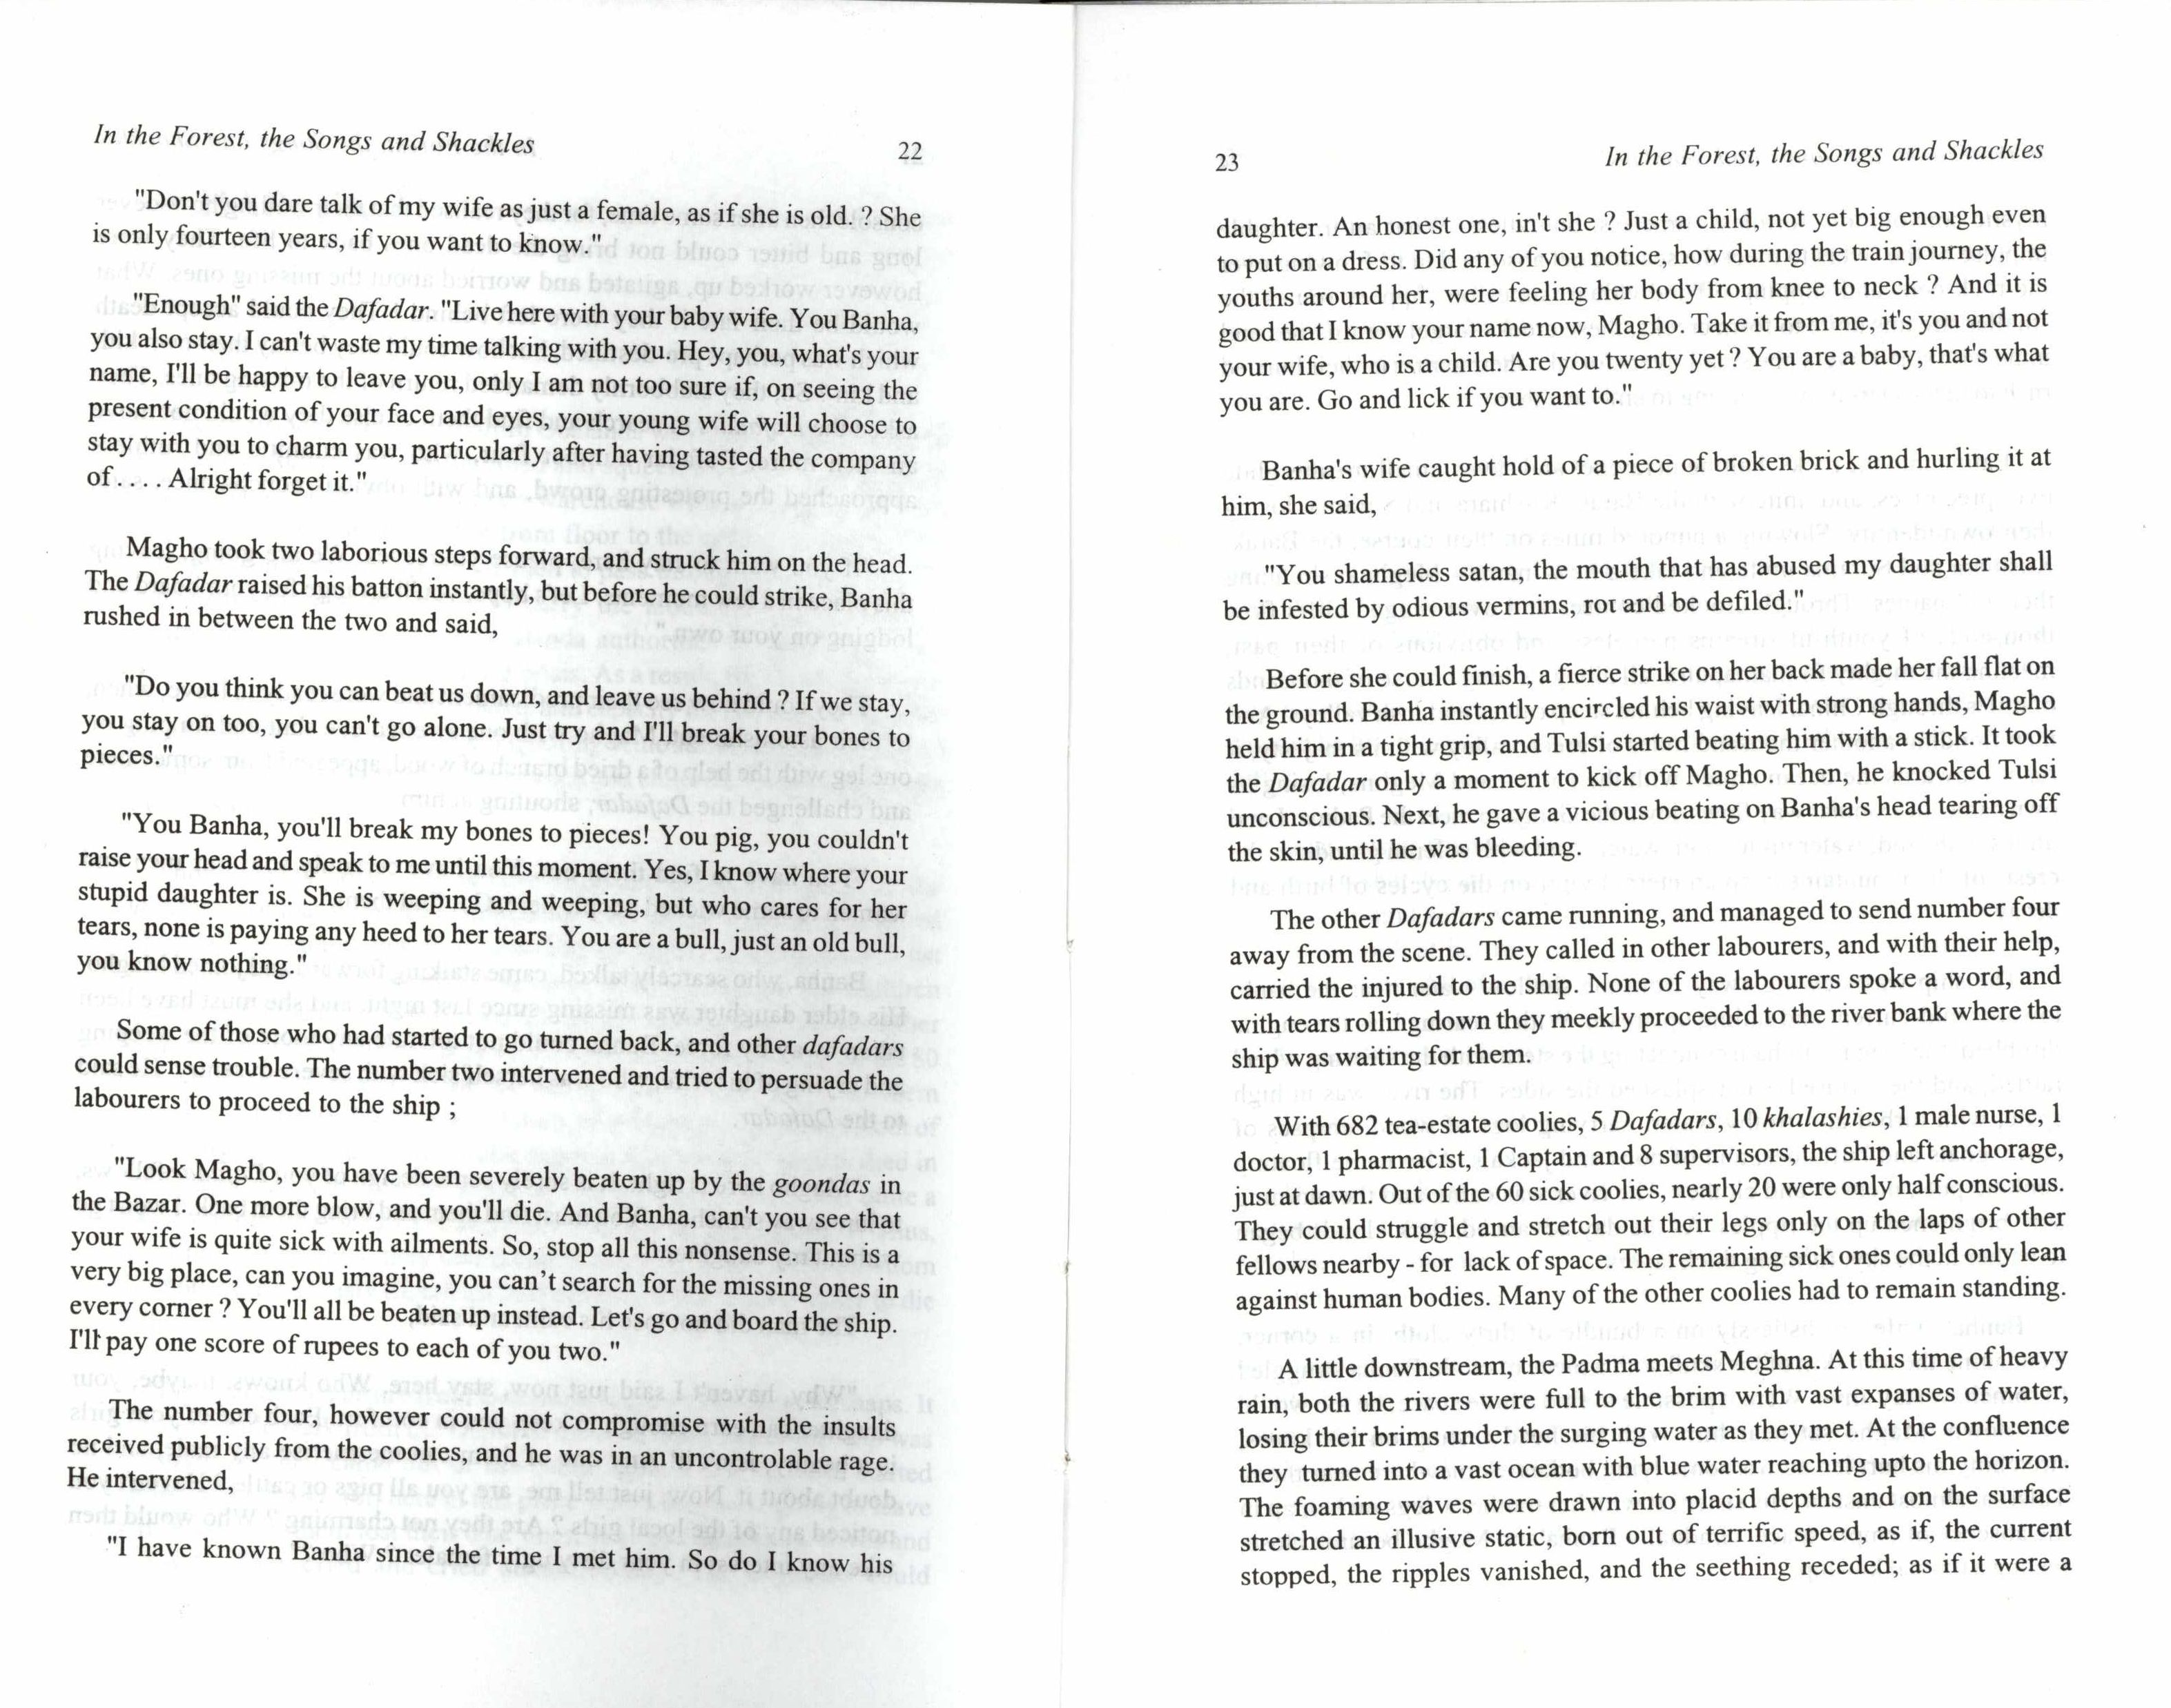 In the Forest, the Songs and Shackles 22
"Don't you dare talk of my wife as just a female, as if she is old. ? She
is only fourteen years, if you want to know."
"Enough" said the Dafadar. "Live here with your baby wife. You Banha,
you also stay. I can't waste my time talking with you. Hey, you, what's your
name, I'll be happy to leave you, only I am not too sure if, on seeing the
present condition of your face and eyes, your young wife will choose to
stay with you to charm you, particularly after having tasted the company
of . . . . Alright forget it."
Magho took two laborious steps forward, and struck him on the head.
The Dafadar raised his batton instantly, but before he could strike, Banha
rushed in between the two and said,
"Do you think you can beat us down, and leave us behind ? If we stay,
you stay on too, you can't go alone. Just try and I'll break your bones to
pieces."
"You Banha, you'll break my bones to pieces! You pig, you couldn't
raise your head and speak to me until this moment. Yes, I know where your
stupid daughter is. She is weeping and weeping, but who cares for her
tears, none is paying any heed to her tears. You are a bull, just an old bull,
you know nothing."
Some of those who had started to go turned back, and other dafadars
could sense trouble. The number two intervened and tried to persuade the
labourers to proceed to the ship ;
"Look Magho, you have been severely beaten up by the goondas in
the Bazar. One more blow, and you'll die. And Banha, can't you see that
your wife is quite sick with ailments. So, stop all this nonsense. This is a
very big place, can you imagine, you can't search for the missing ones in
every corner ? You'll all be beaten up instead. Let's go and board the ship.
I'll pay one score of rupees to each of you two."
The number four, however could not compromise with the insults
received publicly from the coolies, and he was in an uncontrolable rage.
He intervened,
"I have known Banha since the time I met him. So do I know his
23 In the Forest, the Songs and Shackles
daughter. An honest one, in't she ? Just a child, not yet big enough even
to put on a dress. Did any of you notice, how during the train journey, the
youths around her, were feeling her body from knee to neck ? And it is
good that I know your name now, Magho. Take it from me, it's you and not
your wife, who is a child. Are you twenty yet ? You are a baby, that's what
you are. Go and lick if you want to."
Banha's wife caught hold of a piece of broken brick and hurling it at
him, she said,
"You shameless satan, the mouth that has abused my daughter shall
be infested by odious vermins, rot and be defiled."
Before she could finish, a fierce strike on her back made her fall flat on
the ground. Banha instantly encircled his waist with strong hands, Magho
held him in a tight grip, and Tulsi started beating him with a stick. It took
the Dafadar only a moment to kick off Magho. Then, he knocked Tulsi
unconscious. Next, he gave a vicious beating on Banha's head tearing off
the skin, until he was bleeding.
The other Dafadars came running, and managed to send number four
away from the scene. They called in other labourers, and with their help,
carried the injured to the ship. None of the labourers spoke a word, and
with tears rolling down they meekly proceeded to the river bank where the
ship was waiting for them.
With 682 tea-estate coolies, 5 Dafadars, 10 khalashies, 1 male nurse, 1
doctor, 1 pharmacist, 1 Captain and 8 supervisors, the ship left anchorage,
just at dawn. Out of the 60 sick coolies, nearly 20 were only half conscious.
They could struggle and stretch out their legs only on the laps of other
fellows nearby - for lack of space. The remaining sick ones could only lean
against human bodies. Many of the other coolies had to remain standing.
A little downstream, the Padma meets Meghna. At this time of heavy
rain, both the rivers were full to the brim with vast expanses of water,
losing their brims under the surging water as they met. At the confluence
they turned into a vast ocean with blue water reaching upto the horizon.
The foaming waves were drawn into placid depths and on the surface
stretched an illusive static, born out of terrific speed, as if, the current
stopped, the ripples vanished, and the seething receded; as if it were a